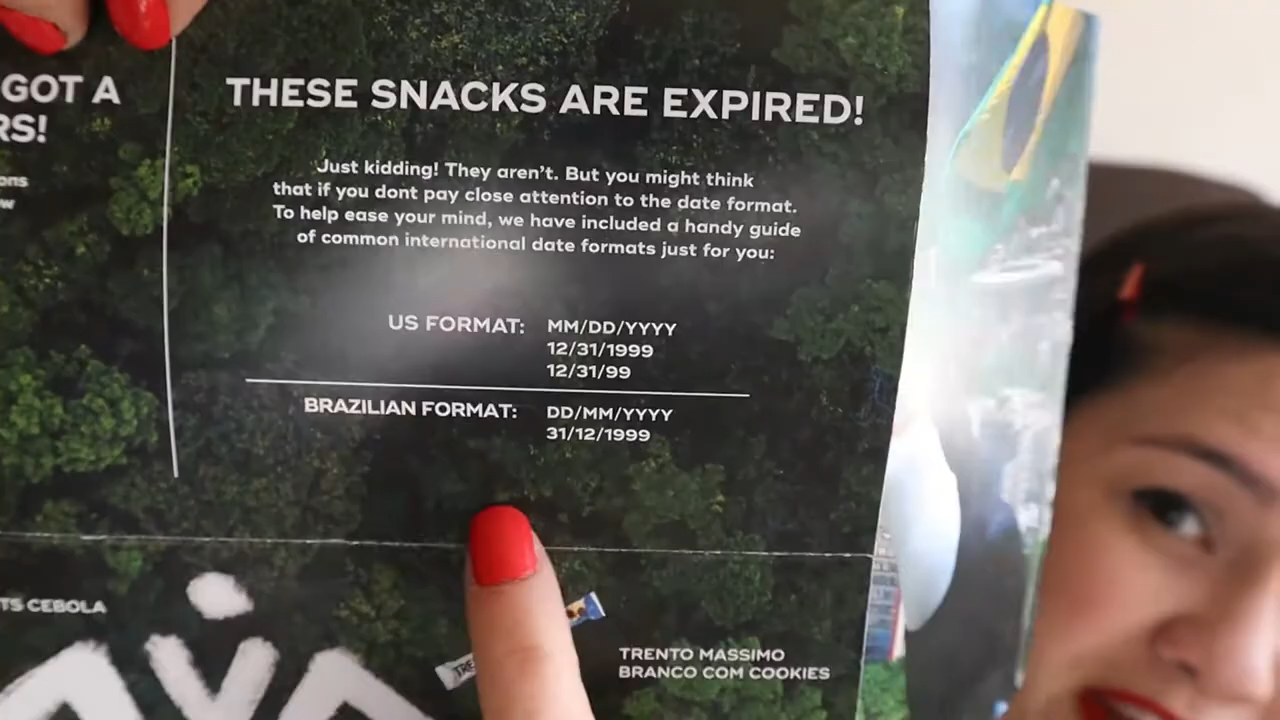 GOT A
RS!
ons
THESE SNACKS ARE EXPIRED!
Just kidding! They aren't. But you might think
that if you dont pay close attention to the date format.
To help ease your mind, we have included a handy guide
of common international date formats just for you:
US FORMAT: MM/DD/YYYY
12/31/1999
12/31/99
BRAZILIAN FORMAT: DD/MM/YYYY
31/12/1999
TS CEBOLA
TRE
TRENTO MASSIMO
BRANCO COM COOKIES